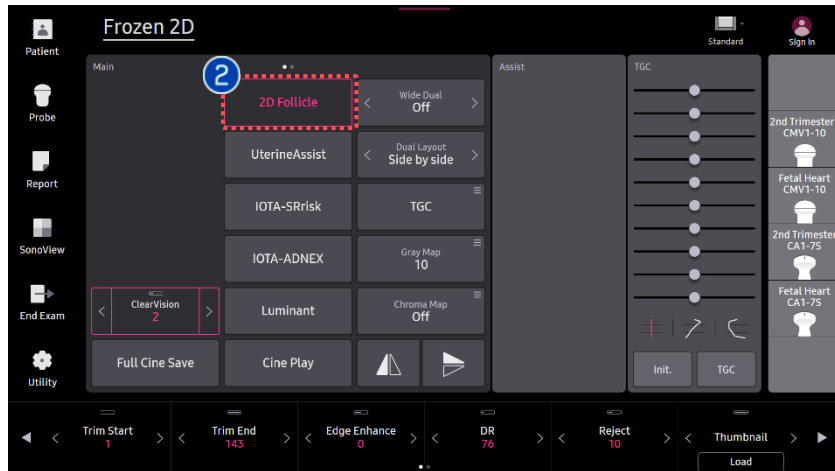 Frozen 2D
Patient
Standard
Sign In
Main
Assist
TGC
2
2D Follicle
Wide Dual
Off
Probe
UterineAssist
Dual Layout
Side by side
Report
IOTA-SRrisk
TGC
SonoView
IOTA-ADNEX
Gray Map
10
End Exam
ClearVision
2
Luminant
Chroma Map
Off
Utility
Full Cine Save
Cine Play
Init.
TGC
2nd Trimester
CMV1-10
Fetal Heart
CMV1-10
2nd Trimester
CA1-7S
Fetal Heart
CA1-7S
Trim Start
1
Trim End
143
Edge Enhance
0
DR
76
Reject
10
Thumbnail
Load